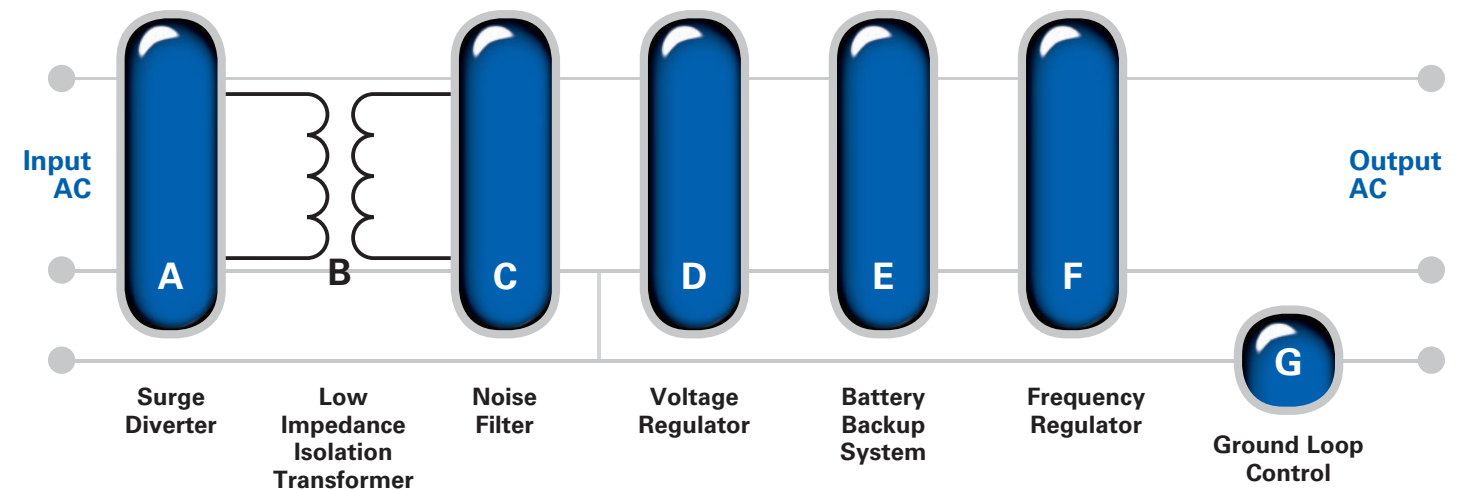 Input
AC
Output
AC
A
B
C
D
E
F
G
Surge
Diverter
Low
Impedance
Isolation
Transformer
Noise
Filter
Voltage
Regulator
Battery
Backup
System
Frequency
Regulator
Ground Loop
Control